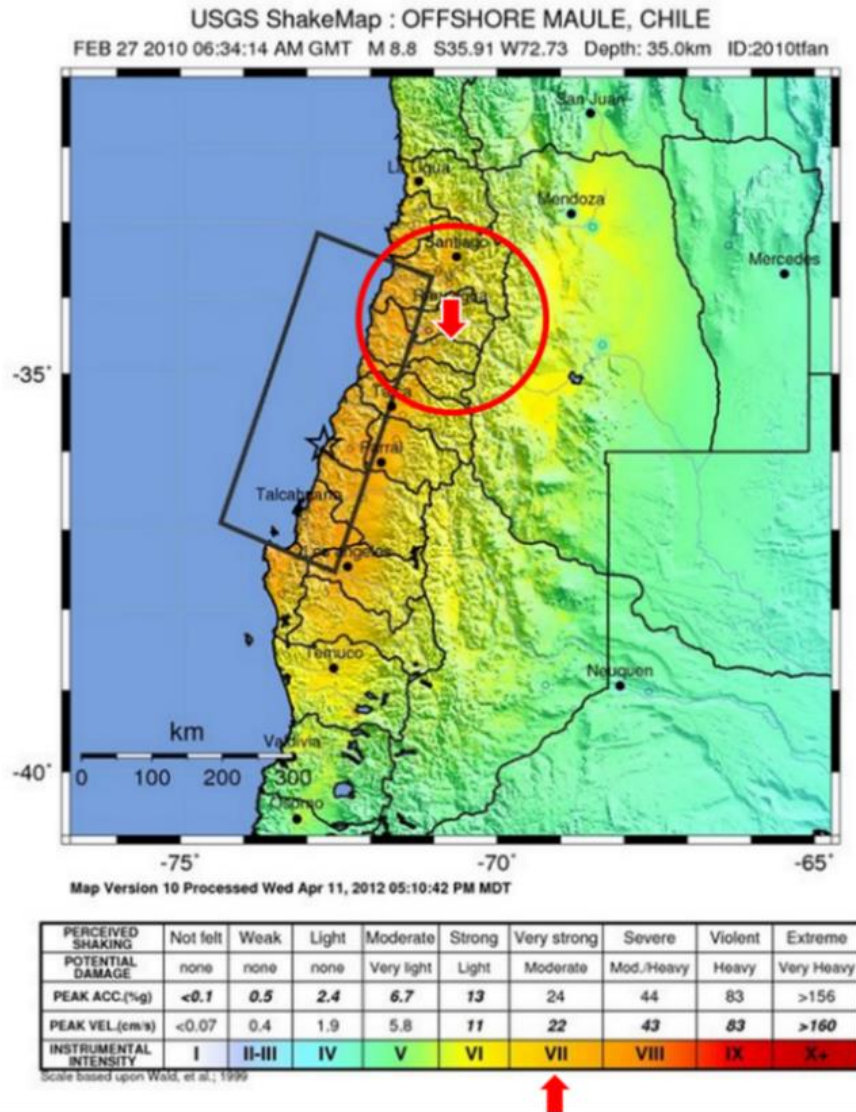 USGS ShakeMap : OFFSHORE MAULE, CHILE
FEB 27 2010 06:34:14 AM GMT M 8.8 S35.91 W72.73 Depth: 35.0km ID:2010tfan
San Juan
La Ligua
Mendoza
Santiago
Mercedes
-35°
Talca
Parral
Talcahuano
Los Angeles
Temuco
Neuquen
km
Valdivia
-40°
0 100 200 300
Osorno
-75° -70° -65°
Map Version 10 Processed Wed Apr 11, 2012 05:10:42 PM MDT
PERCEIVED SHAKING Not felt Weak Light Moderate Strong Very strong Severe Violent Extreme
POTENTIAL DAMAGE none none none Very light Light Moderate Mod./Heavy Heavy Very Heavy
PEAK ACC.(%g) <0.1 0.5 2.4 6.7 13 24 44 83 >156
PEAK VEL.(cm/s) <0.07 0.4 1.9 5.8 11 22 43 83 >160
INSTRUMENTAL INTENSITY I II-III IV V VI VII VIII IX X+
Scale based upon Wald, et al.; 1999